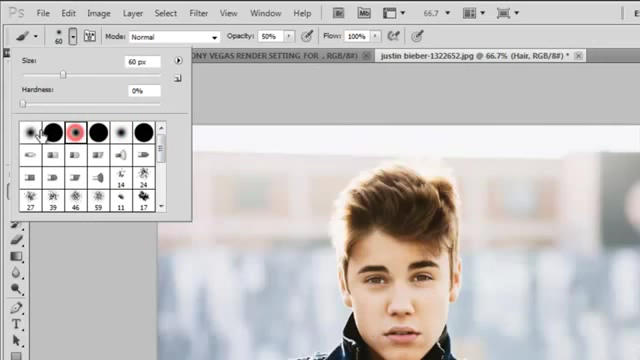 Ps File Edit Image Layer Select Filter Analysis 3D View Window Help Br Mb 66.7
60 Mode: Normal Opacity: 50% Flow: 100%
ONY VEGAS RENDER SETTING FOR , RGB/8#) justin bieber-1322652.jpg @ 66.7% (Hair, RGB/8#) *
Size: 60 px
Hardness: 0%
14 24
27 39 46 59 11 17